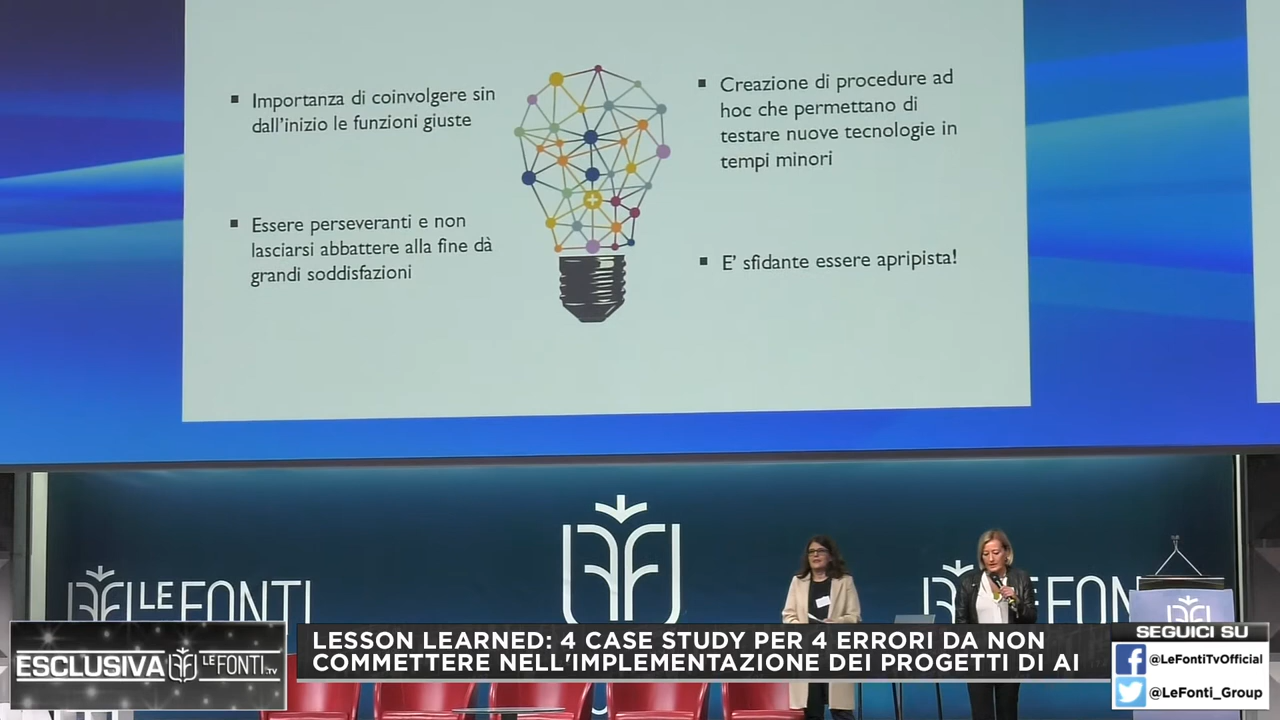 Importanza di coinvolgere sin
dall'inizio le funzioni giuste
Essere perseveranti e non
lasciarsi abbattere alla fine dà
grandi soddisfazioni
Creazione di procedure ad
hoc che permettano di
testare nuove tecnologie in
tempi minori
E' sfidante essere apripista!
LE FONTI
LE FONTI
ESCLUSIVA LE FONTI.TV
LESSON LEARNED: 4 CASE STUDY PER 4 ERRORI DA NON
COMMETTERE NELL'IMPLEMENTAZIONE DEI PROGETTI DI AI
SEGUICI SU
@LeFontiTvOfficial
@LeFonti_Group